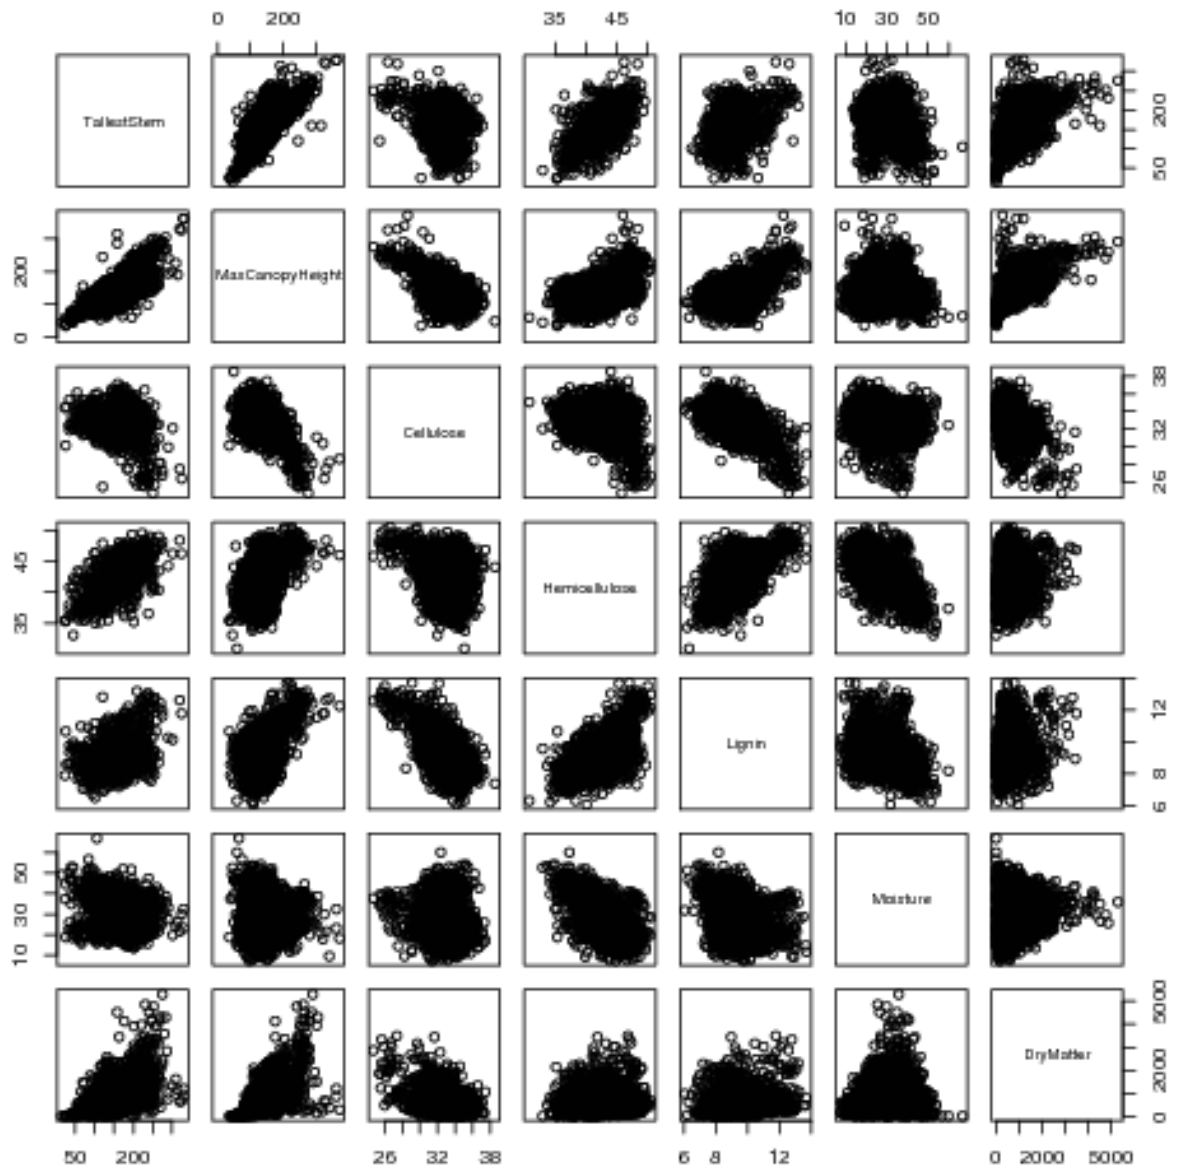 0 200 35 45 10 30 50
TallestStem
50 200
0 200
MaxCanopyHeight
Cellulose
26 32 38
35 45
Hemicellulose
Lignin
6 8 12
10 30 50
Moisture
DryMatter
0 2000 5000
50 200 26 32 38 6 8 12 0 2000 5000